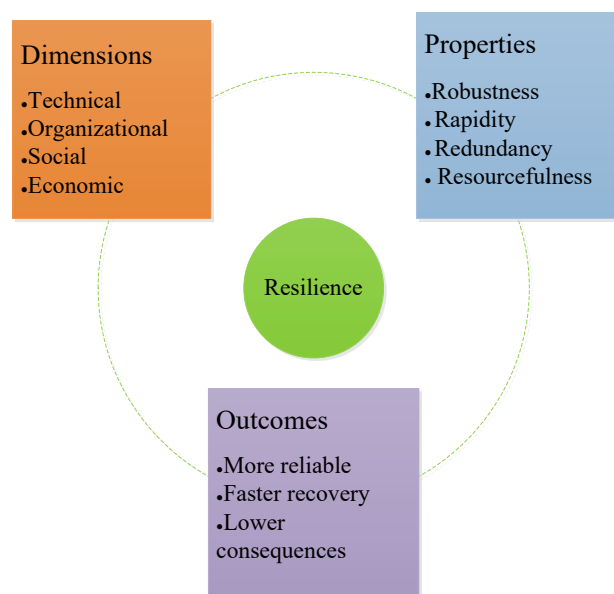 Dimensions
•Technical
•Organizational
•Social
•Economic
Properties
•Robustness
•Rapidity
•Redundancy
• Resourcefulness
Resilience
Outcomes
•More reliable
•Faster recovery
•Lower
consequences